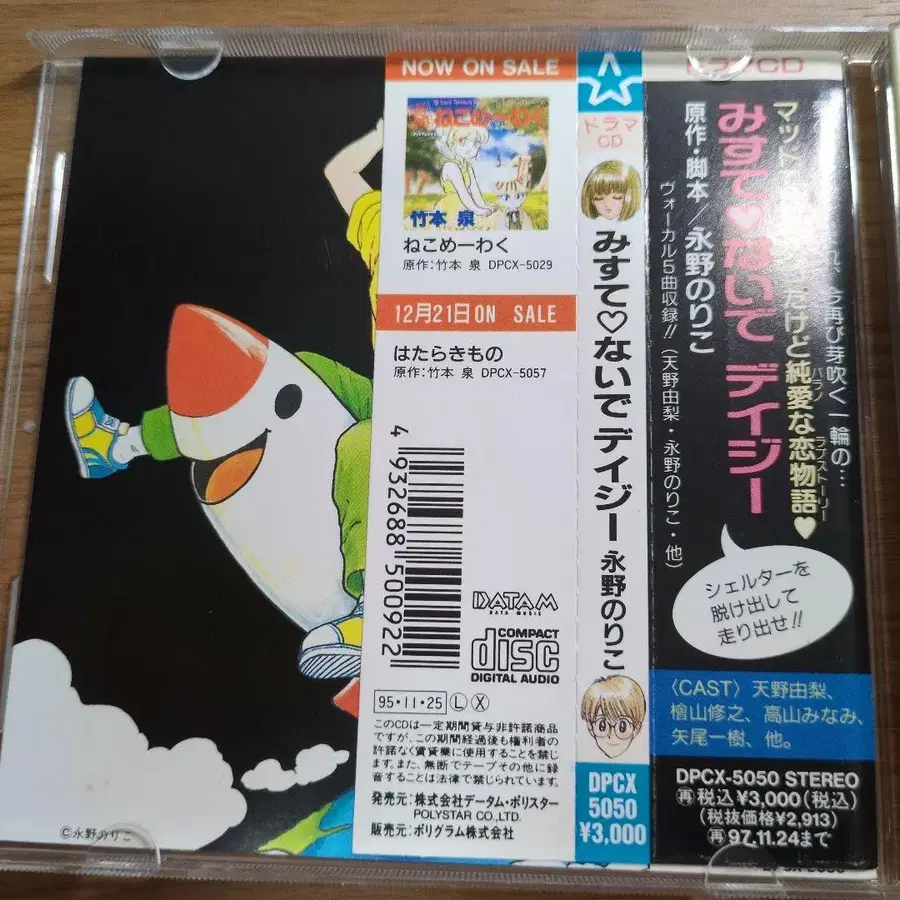 NOW ON SALE
ねこめーわく
竹本 泉
ねこめーわく
原作:竹本 泉 DPCX-5029
12月21日ON SALE
はたらきもの
原作:竹本 泉 DPCX-5057
4 932688 500922
DATAM
DATA MUSIC
COMPACT
disc
DIGITAL AUDIO
95・11・25 Ⓛ Ⓧ
このCDは一定期間貸与非許諾商品
ですが、この期間経過後も権利者の
許諾なく賃貸業に使用することを禁じ
ます。また、無断でテープその他に録
音することは法律で禁じられています。
発売元:株式会社データム・ポリスター
POLYSTAR CO.,LTD.
販売元:ポリグラム株式会社
ドラマ
CD
みすて♡ないで デイジー 永野のりこ
DPCX
5050
¥3,000
ドラマCD
れ、今再び芽吹く一輪の…
マッド
だけど純愛な恋物語♥
バラノ
ラブストーリー
みすて♡ないで デイジー
原作・脚本/永野のりこ
ヴォーカル5曲収録!!(天野由梨・永野のりこ・他)
シェルターを
脱け出して
走り出せ!!
〈CAST〉天野由梨、
檜山修之、高山みなみ、
矢尾一樹、他。
DPCX-5050 STEREO
㊢税込¥3,000(税込)
(税抜価格¥2,913)
再97.11.24まで
©永野のりこ